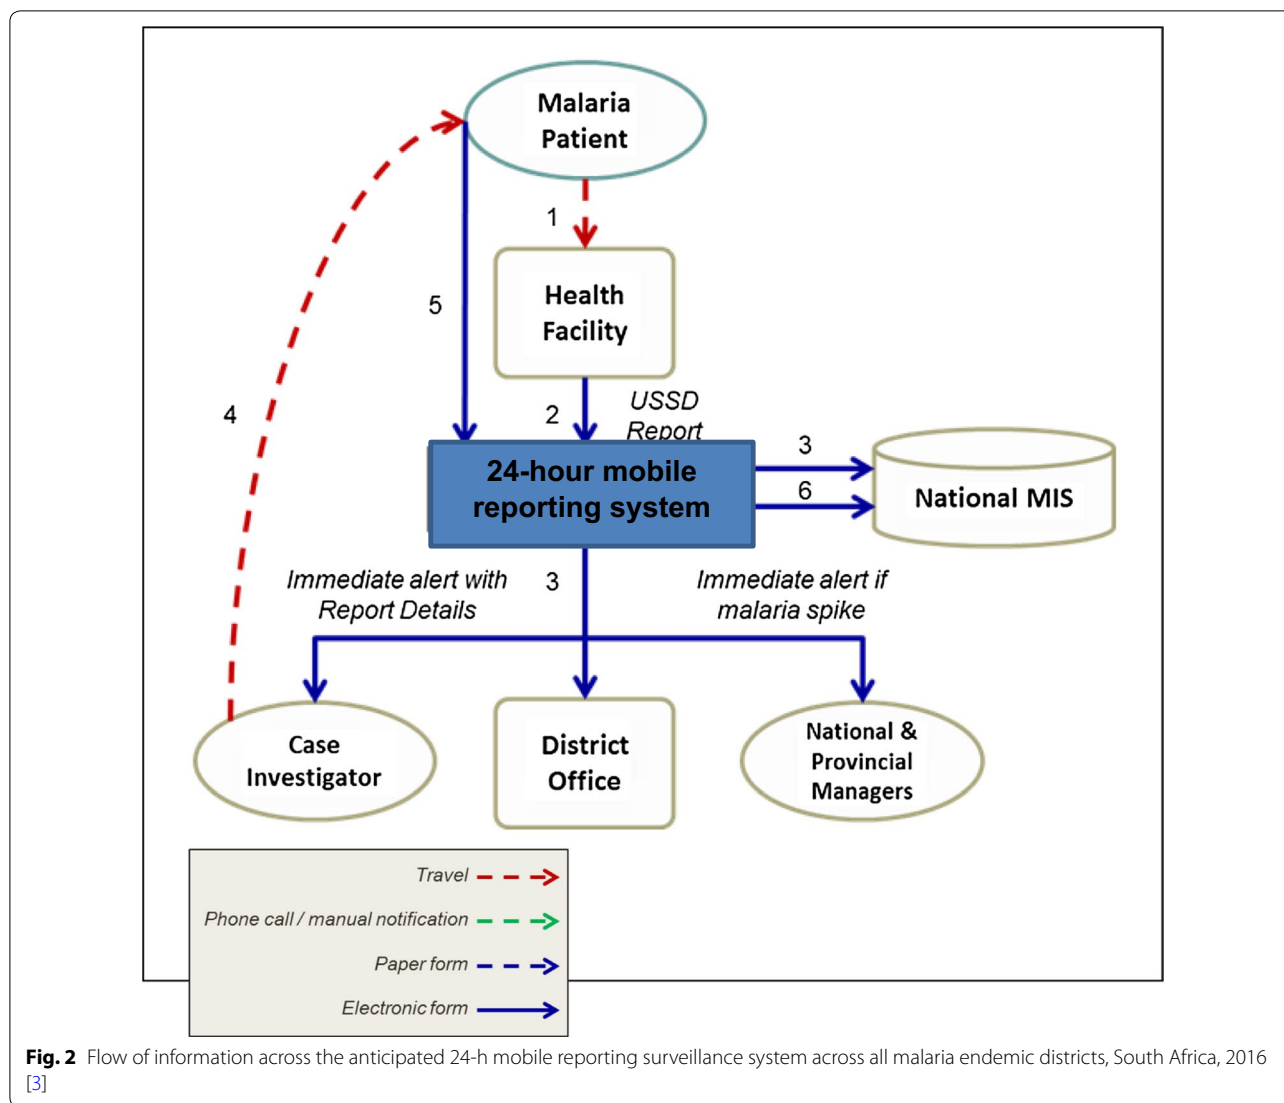 Malaria
Patient
1
Health
Facility
5
4
2
USSD
Report
24-hour mobile
reporting system
3
6
National MIS
Immediate alert with
Report Details
3
Immediate alert if
malaria spike
Case
Investigator
District
Office
National &
Provincial
Managers
Travel
Phone call / manual notification
Paper form
Electronic form
Fig. 2 Flow of information across the anticipated 24-h mobile reporting surveillance system across all malaria endemic districts, South Africa, 2016
[3]